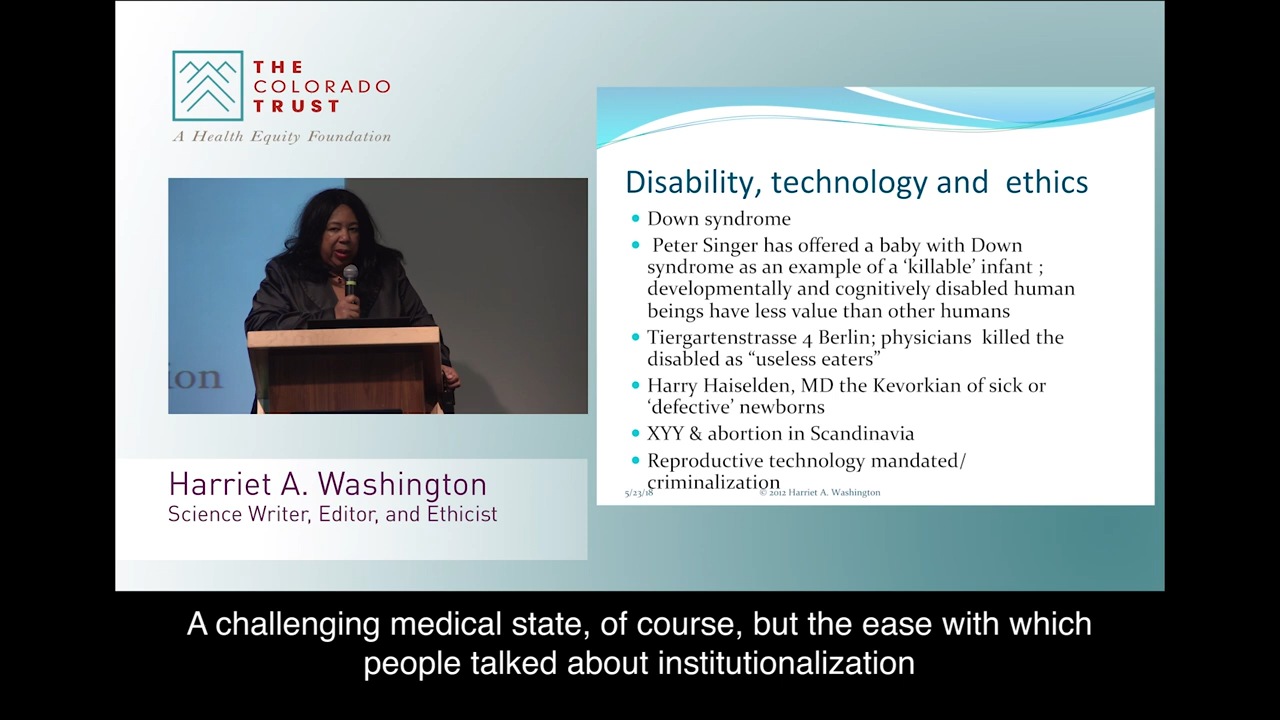 THE
COLORADO
TRUST
A Health Equity Foundation
ion
Harriet A. Washington
Science Writer, Editor, and Ethicist
Disability, technology and ethics
• Down syndrome
• Peter Singer has offered a baby with Down
syndrome as an example of a ‘killable’ infant ;
developmentally and cognitively disabled human
beings have less value than other humans
• Tiergartenstrasse 4 Berlin; physicians killed the
disabled as “useless eaters”
• Harry Haiselden, MD the Kevorkian of sick or
‘defective’ newborns
• XYY & abortion in Scandinavia
• Reproductive technology mandated/
criminalization
5/23/18
© 2012 Harriet A. Washington
A challenging medical state, of course, but the ease with which
people talked about institutionalization